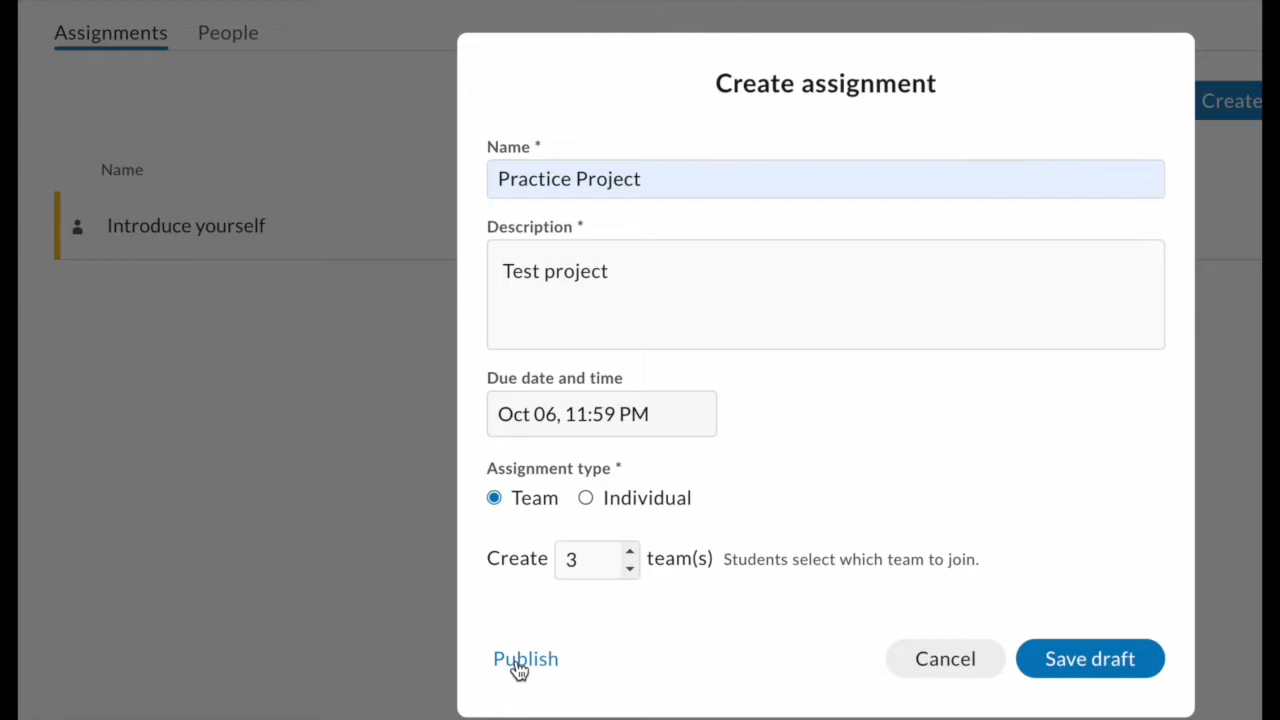 Assignments People
Create assignment
Create
Name *
Name
Practice Project
Introduce yourself
Description *
Test project
Due date and time
Oct 06, 11:59 PM
Assignment type *
Team Individual
Create 3 team(s) Students select which team to join.
Publish Cancel Save draft